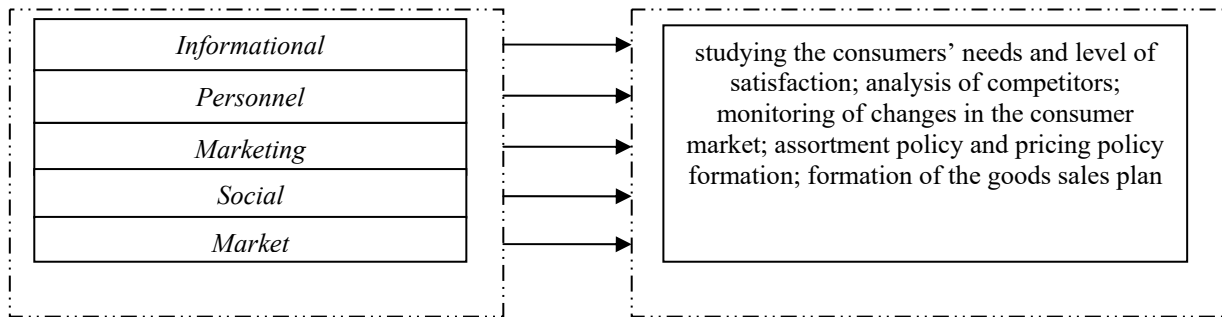 Informational
Personnel
Marketing
Social
Market
studying the consumers’ needs and level of
satisfaction; analysis of competitors;
monitoring of changes in the consumer
market; assortment policy and pricing policy
formation; formation of the goods sales plan